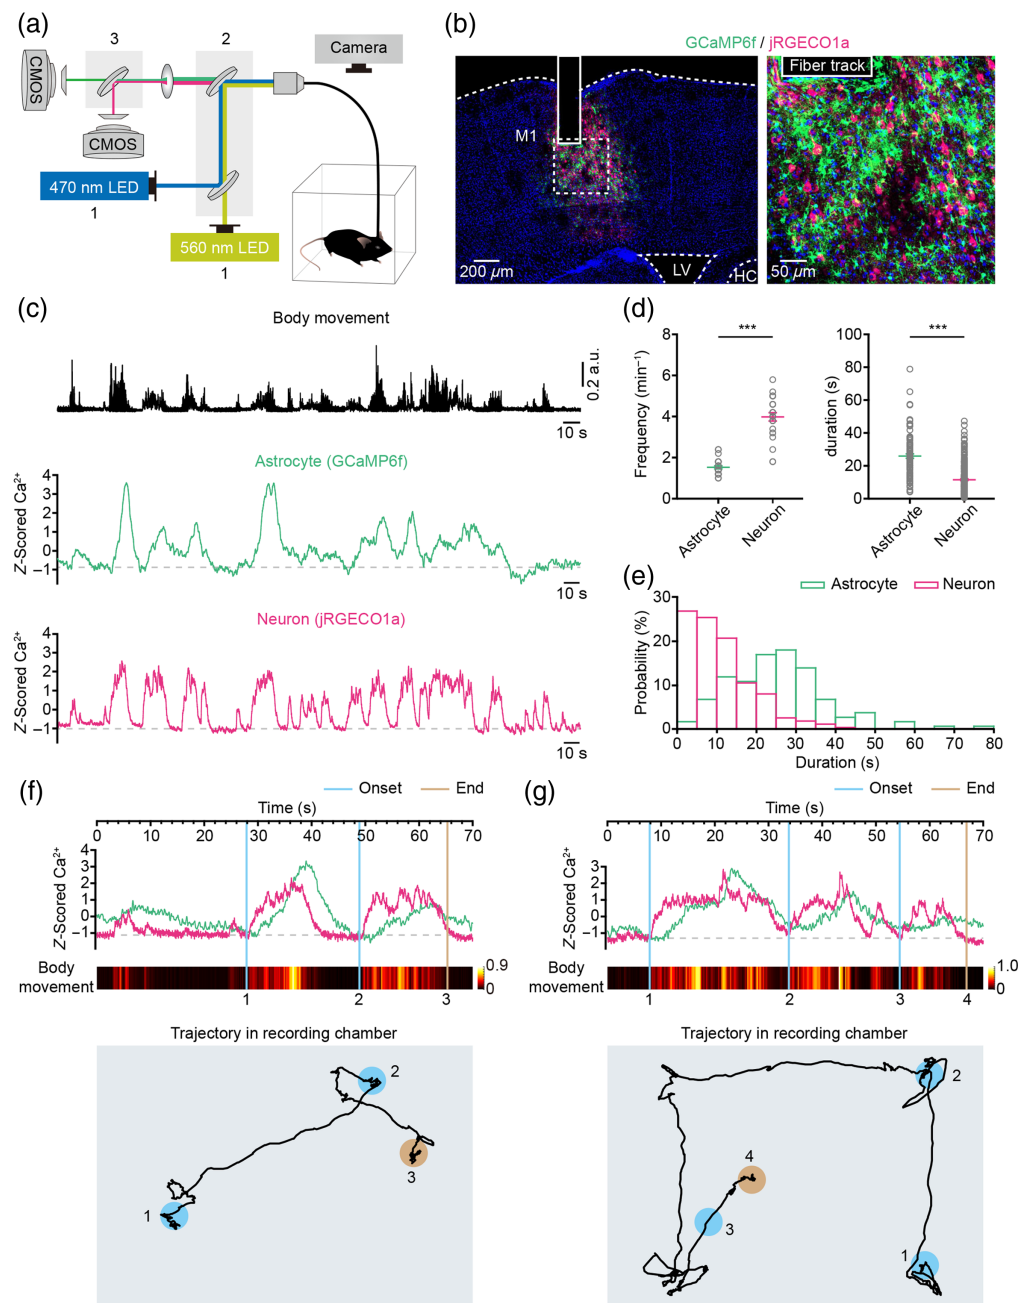 (a)
3
2
Camera
CMOS
CMOS
470 nm LED
1
560 nm LED
1
(b)
GCaMP6f / jRGECO1a
M1
200 µm
LV
HC
Fiber track
50 µm
(c)
Body movement
0.2 a.u.
10 s
Astrocyte (GCaMP6f)
Z-Scored Ca²⁺
4
3
2
1
0
–1
10 s
Neuron (jRGECO1a)
Z-Scored Ca²⁺
4
3
2
1
0
–1
10 s
(d)
Frequency (min⁻¹)
8
6
4
2
0
***
Astrocyte
Neuron
duration (s)
100
80
60
40
20
0
***
Astrocyte
Neuron
(e)
Astrocyte Neuron
Probability (%)
30
20
10
0
0 10 20 30 40 50 60 70 80
Duration (s)
(f)
Onset End
Time (s)
0 10 20 30 40 50 60 70
Z-Scored Ca²⁺
4
3
2
1
0
–1
Body
movement
0.9
0
1 2 3
Trajectory in recording chamber
2
3
1
(g)
Onset End
Time (s)
0 10 20 30 40 50 60 70
Z-Scored Ca²⁺
4
3
2
1
0
–1
Body
movement
1.0
0
1 2 3 4
Trajectory in recording chamber
2
4
3
1